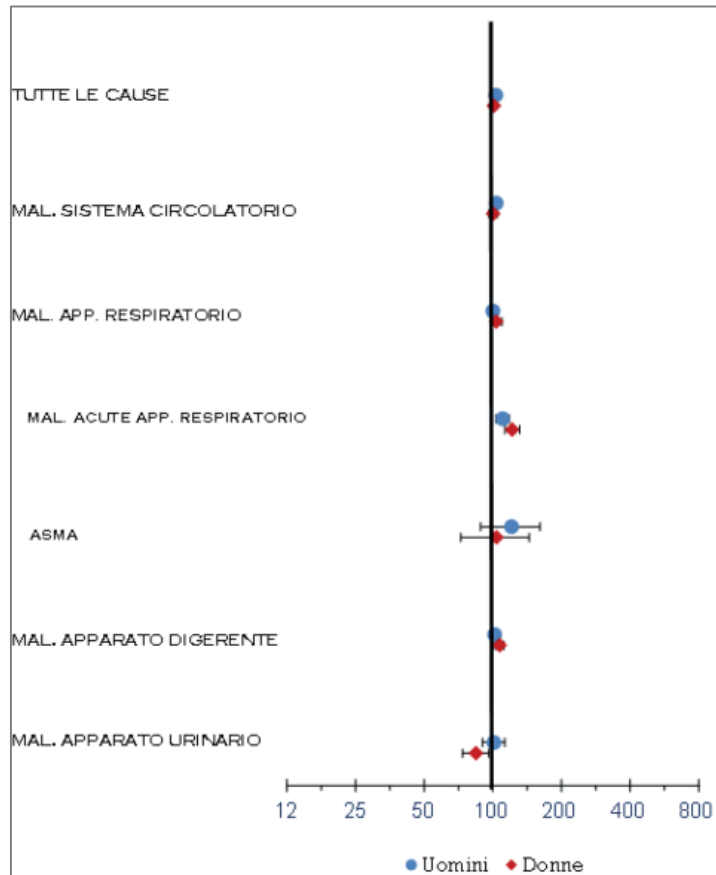 TUTTE LE CAUSE
MAL. SISTEMA CIRCOLATORIO
MAL. APP. RESPIRATORIO
MAL. ACUTE APP. RESPIRATORIO
ASMA
MAL. APPARATO DIGERENTE
MAL. APPARATO URINARIO
12 25 50 100 200 400 800
Uomini Donne